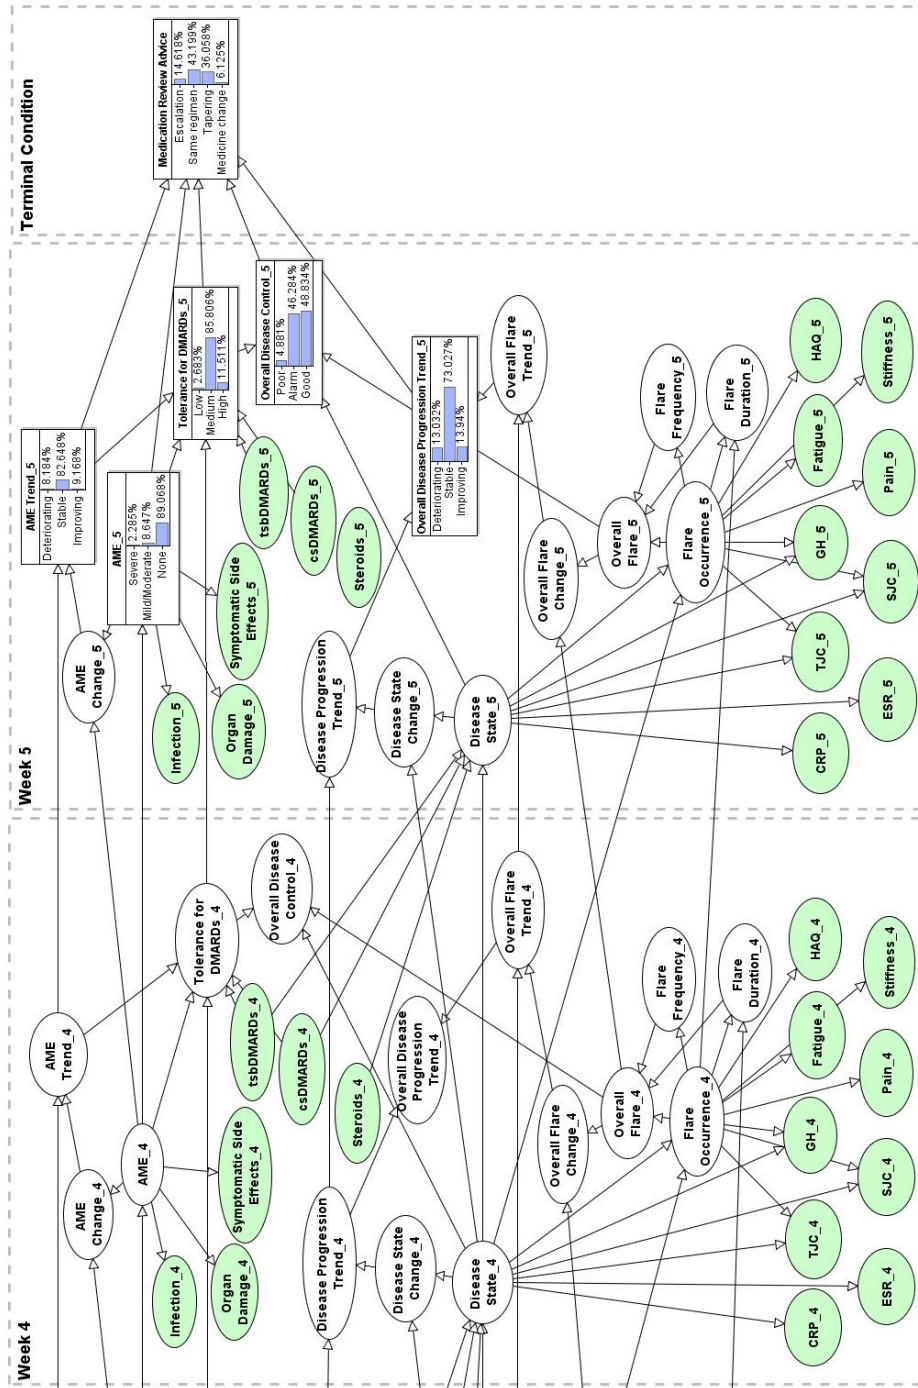 Terminal Condition
Medication Review Advice
Escalation 14.618%
Same regimen 43.199%
Tapering 36.058%
Medicine change 6.125%
Week 5
AME Trend_5
Deteriorating 8.184%
Stable 82.648%
Improving 9.168%
AME_5
Severe 2.285%
Mild/Moderate 8.647%
None 89.068%
Tolerance for DMARDs_5
Low 2.683%
Medium 85.806%
High 11.511%
Overall Disease Control_5
Poor 4.881%
Alarm 46.284%
Good 48.834%
Overall Disease Progression Trend_5
Deteriorating 13.032%
Stable 73.027%
Improving 13.94%
AME
Change_5
Infection_5
Organ
Damage_5
Symptomatic Side
Effects_5
tsbDMARDs_5
csDMARDs_5
Steroids_5
Disease Progression
Trend_5
Disease State
Change_5
Disease
State_5
Overall Flare
Trend_5
Overall Flare
Change_5
Overall
Flare_5
Flare
Frequency_5
Flare
Duration_5
Flare
Occurrence_5
HAQ_5
Fatigue_5
Stiffness_5
Pain_5
GH_5
SJC_5
TJC_5
ESR_5
CRP_5
Week 4
AME
Trend_4
AME
Change_4
AME_4
Infection_4
Organ
Damage_4
Symptomatic Side
Effects_4
Tolerance for
DMARDs_4
Overall Disease
Control_4
tsbDMARDs_4
csDMARDs_4
Steroids_4
Overall Disease
Progression
Trend_4
Disease Progression
Trend_4
Disease State
Change_4
Disease
State_4
Overall Flare
Trend_4
Overall Flare
Change_4
Overall
Flare_4
Flare
Frequency_4
Flare
Duration_4
Flare
Occurrence_4
HAQ_4
Fatigue_4
Stiffness_4
Pain_4
GH_4
SJC_4
TJC_4
ESR_4
CRP_4